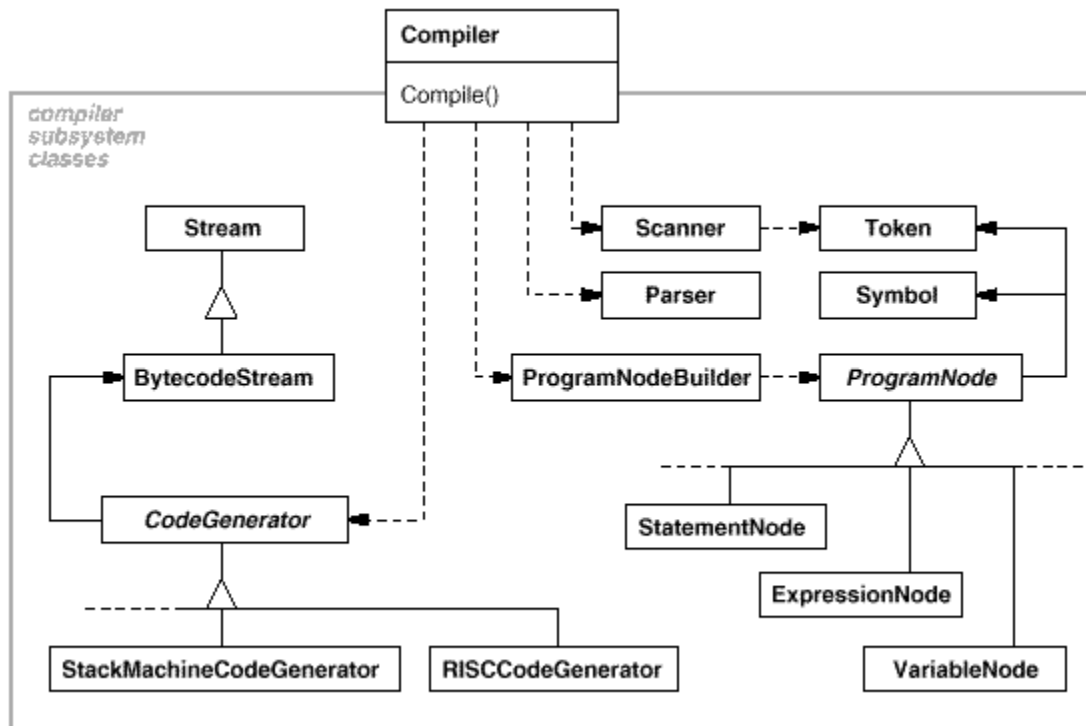 Compiler
Compile()
compiler
subsystem
classes
Stream
Scanner
Token
Parser
Symbol
BytecodeStream
ProgramNodeBuilder
ProgramNode
CodeGenerator
StatementNode
ExpressionNode
StackMachineCodeGenerator
RISCCodeGenerator
VariableNode